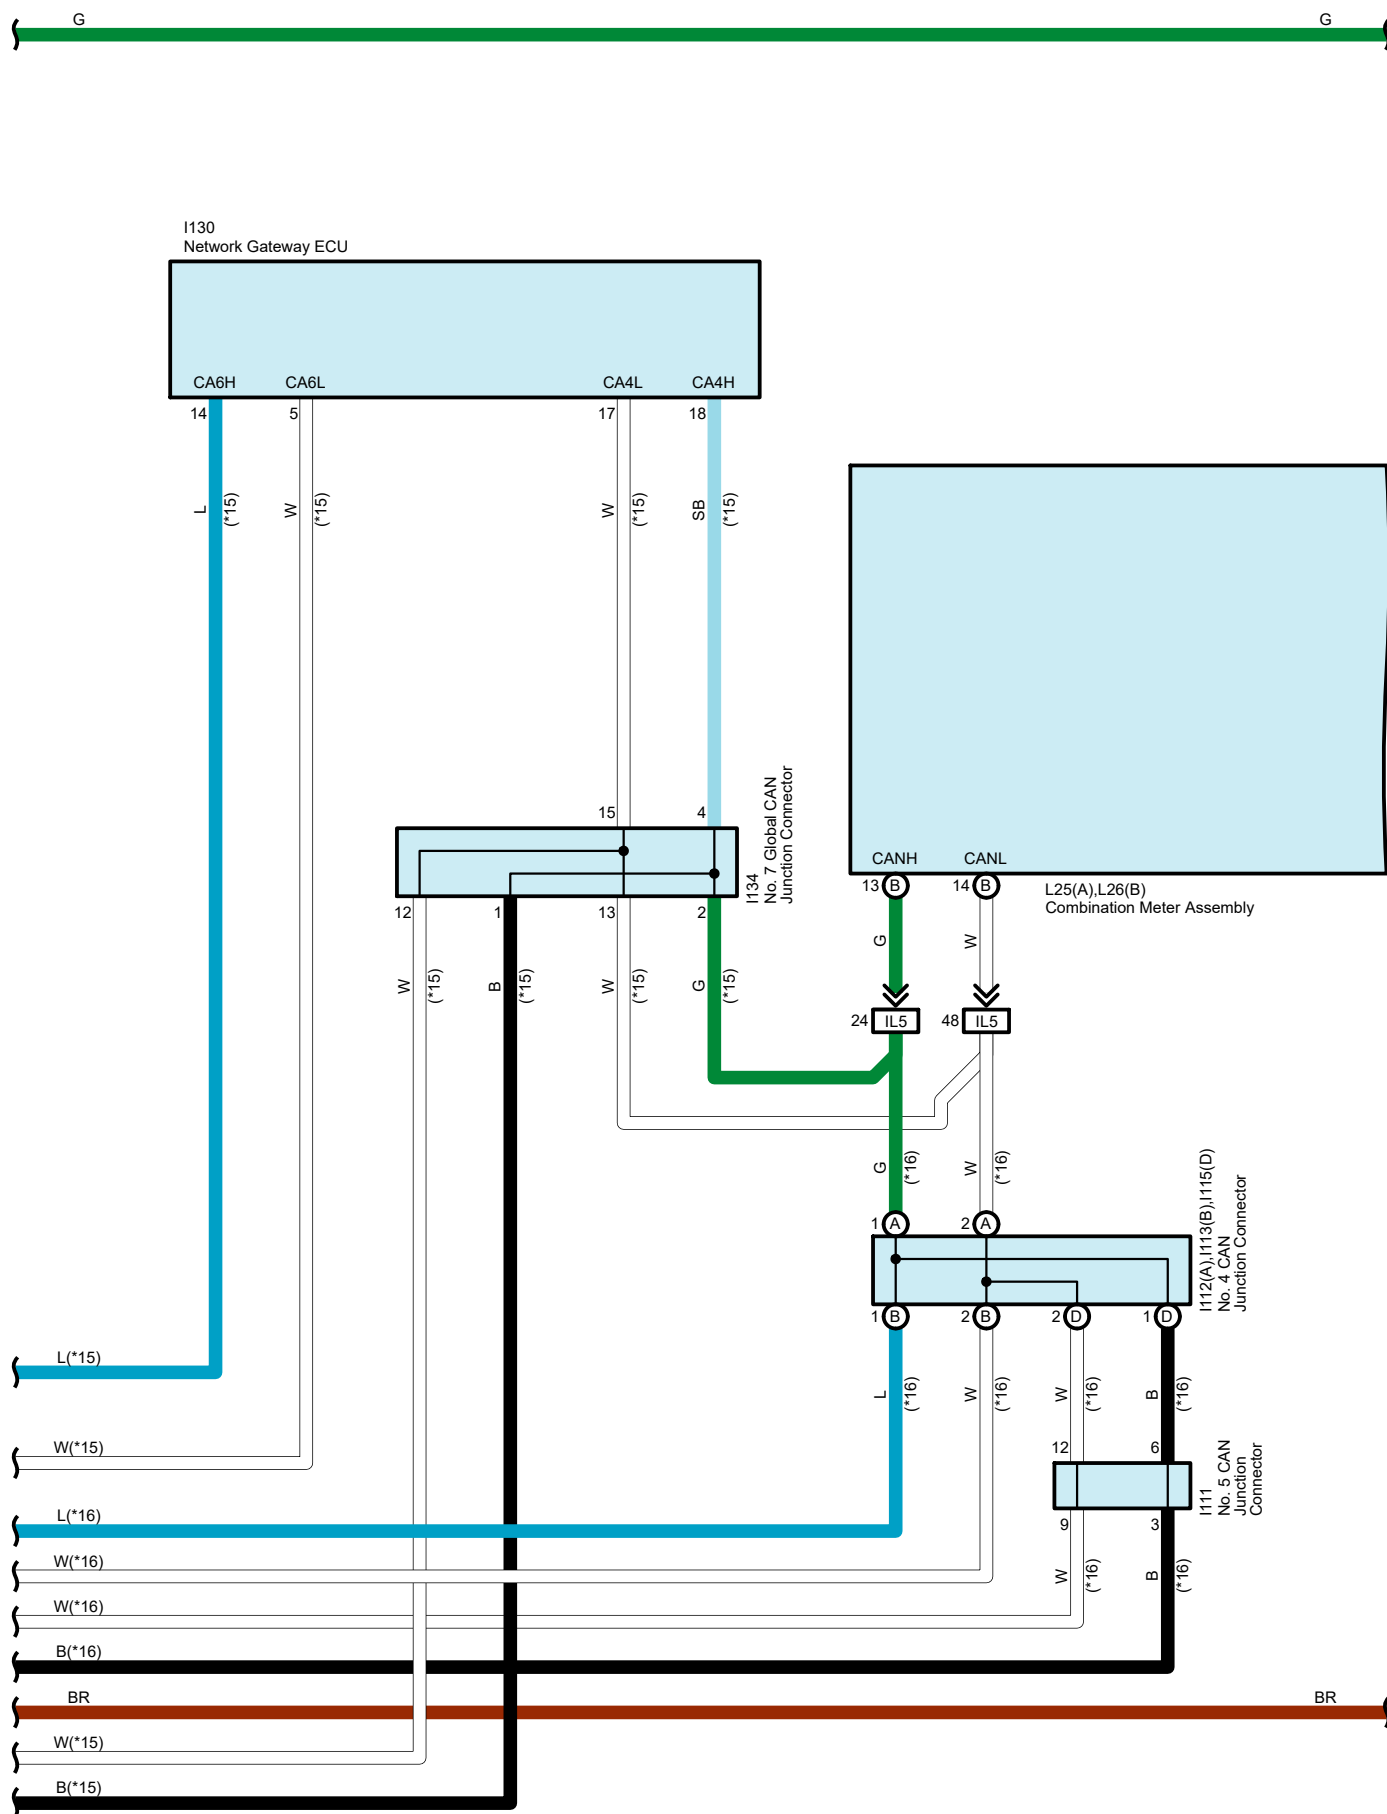 G
G
I130
Network Gateway ECU
CA6H
CA6L
CA4L
CA4H
14
5
17
18
L
(*15)
W
(*15)
W
(*15)
SB
(*15)
15
4
I134
No. 7 Global CAN
Junction Connector
12
1
13
2
W
(*15)
B
(*15)
W
(*15)
G
(*15)
CANH
CANL
13
B
14
B
L25(A),L26(B)
Combination Meter Assembly
G
W
24
IL5
48
IL5
G
(*16)
W
(*16)
1
A
2
A
I112(A),I113(B),I115(D)
No. 4 CAN
Junction Connector
1
B
2
B
2
D
1
D
L
(*16)
W
(*16)
W
(*16)
B
(*16)
12
6
I111
No. 5 CAN
Junction
Connector
9
3
W
(*16)
B
(*16)
L(*15)
W(*15)
L(*16)
W(*16)
W(*16)
B(*16)
BR
BR
W(*15)
B(*15)